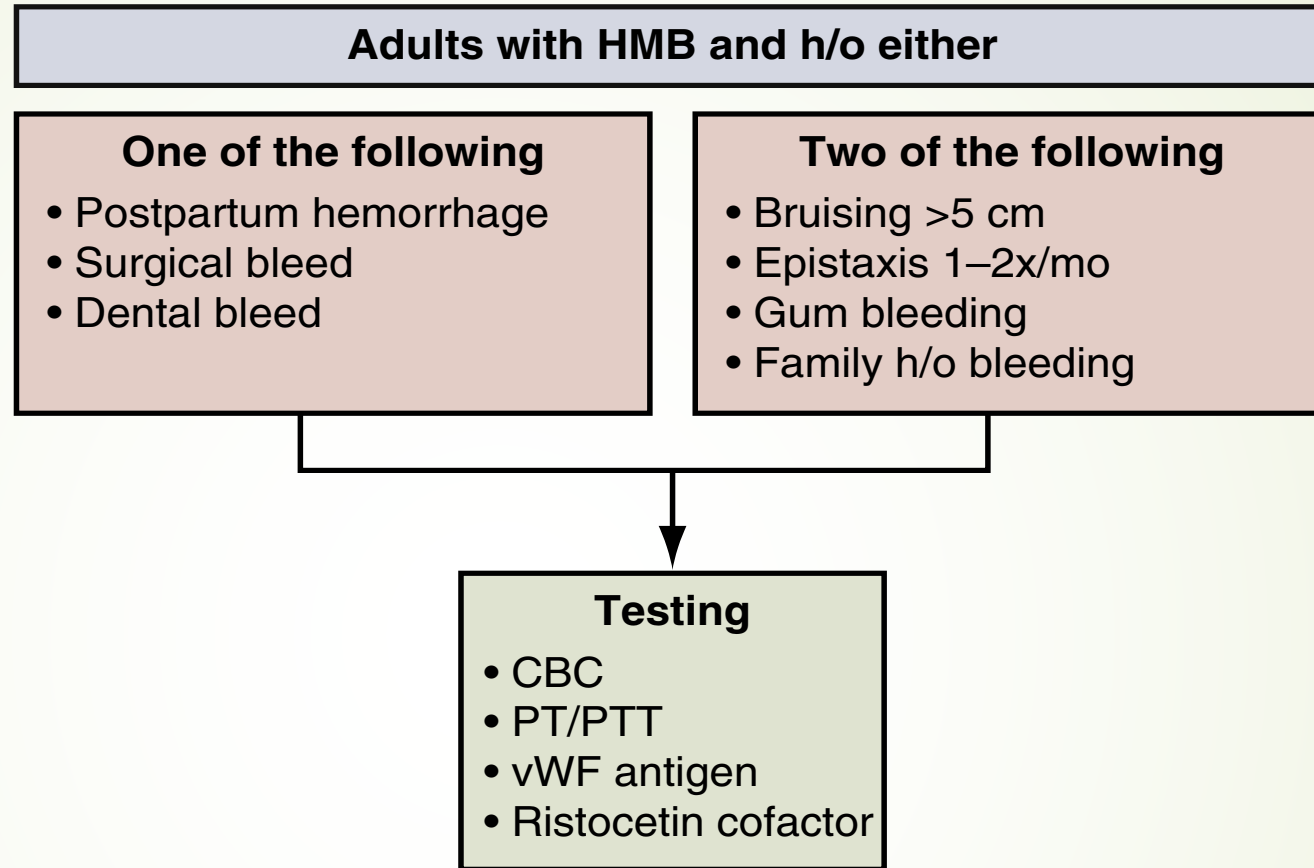 Adults with HMB and h/o either
One of the following
• Postpartum hemorrhage
• Surgical bleed
• Dental bleed
Two of the following
• Bruising >5 cm
• Epistaxis 1–2x/mo
• Gum bleeding
• Family h/o bleeding
Testing
• CBC
• PT/PTT
• vWF antigen
• Ristocetin cofactor